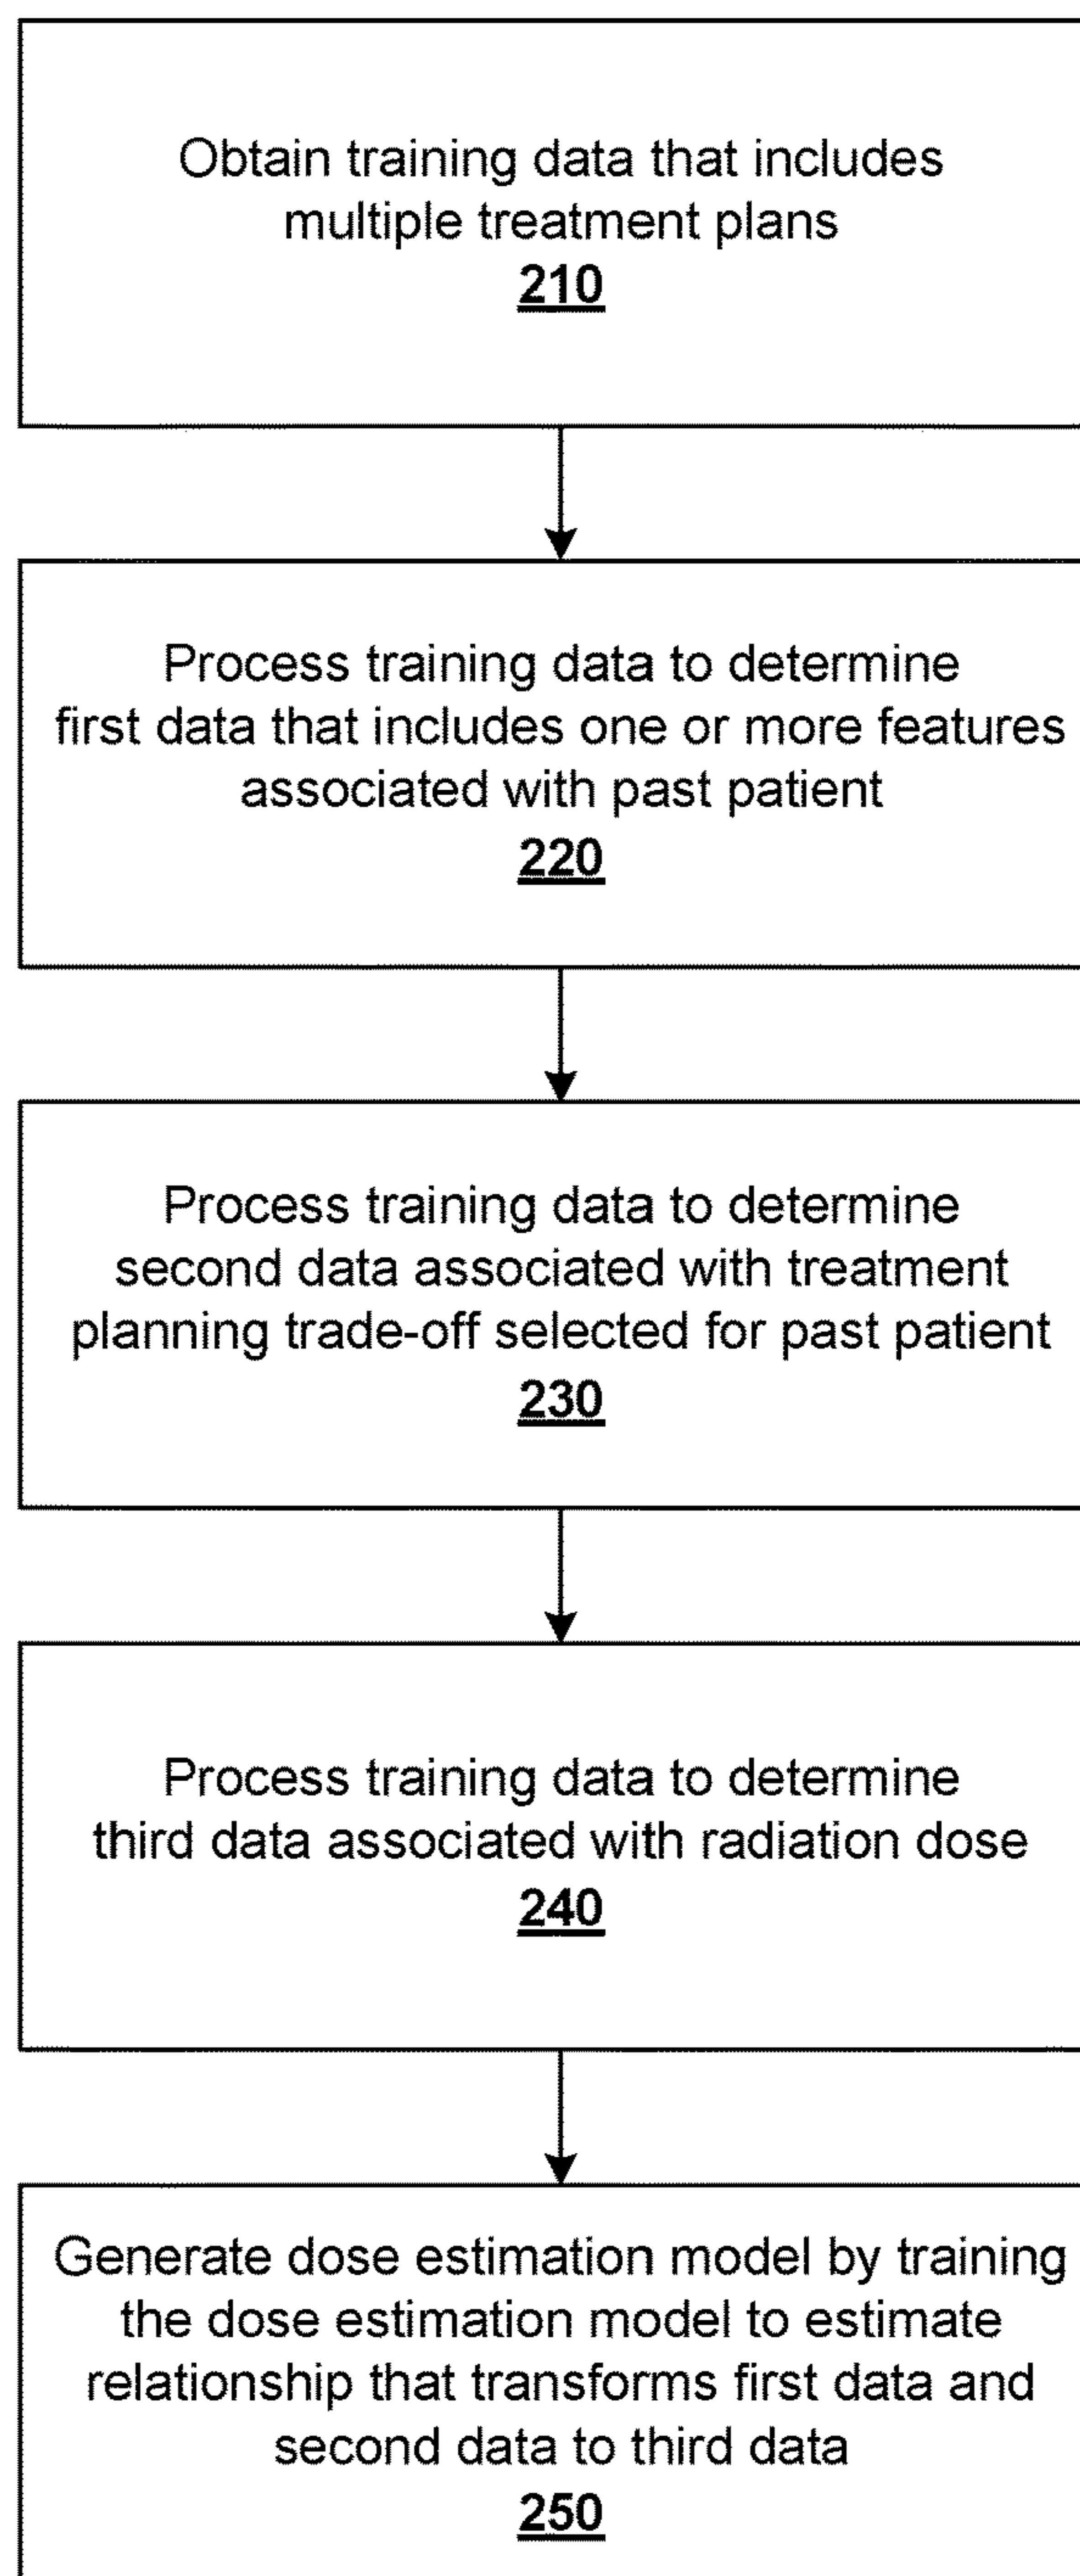 Obtain training data that includes
multiple treatment plans
210
Process training data to determine
first data that includes one or more features
associated with past patient
220
Process training data to determine
second data associated with treatment
planning trade-off selected for past patient
230
Process training data to determine
third data associated with radiation dose
240
Generate dose estimation model by training
the dose estimation model to estimate
relationship that transforms first data and
second data to third data
250